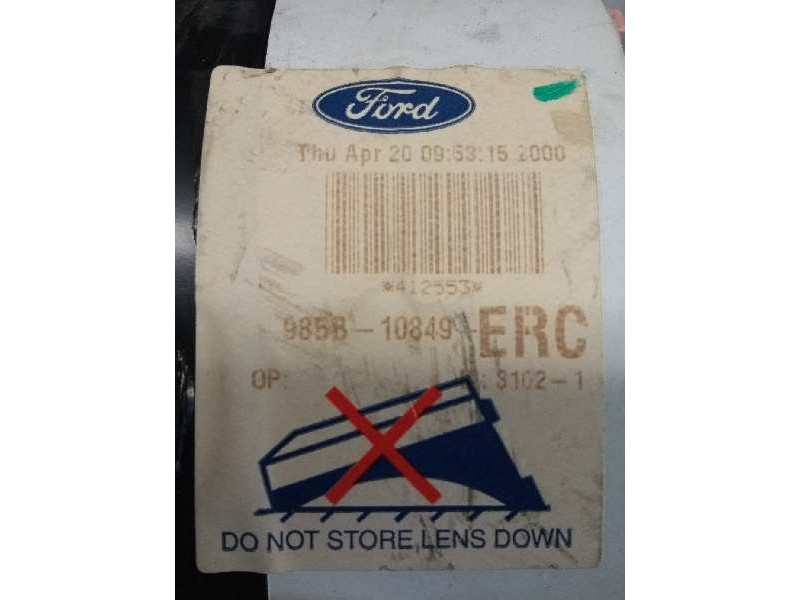 Ford
Thu Apr 20 09:53:15 2000
*412553*
985B-10849-ERC
OP: 3102-1
DO NOT STORE LENS DOWN